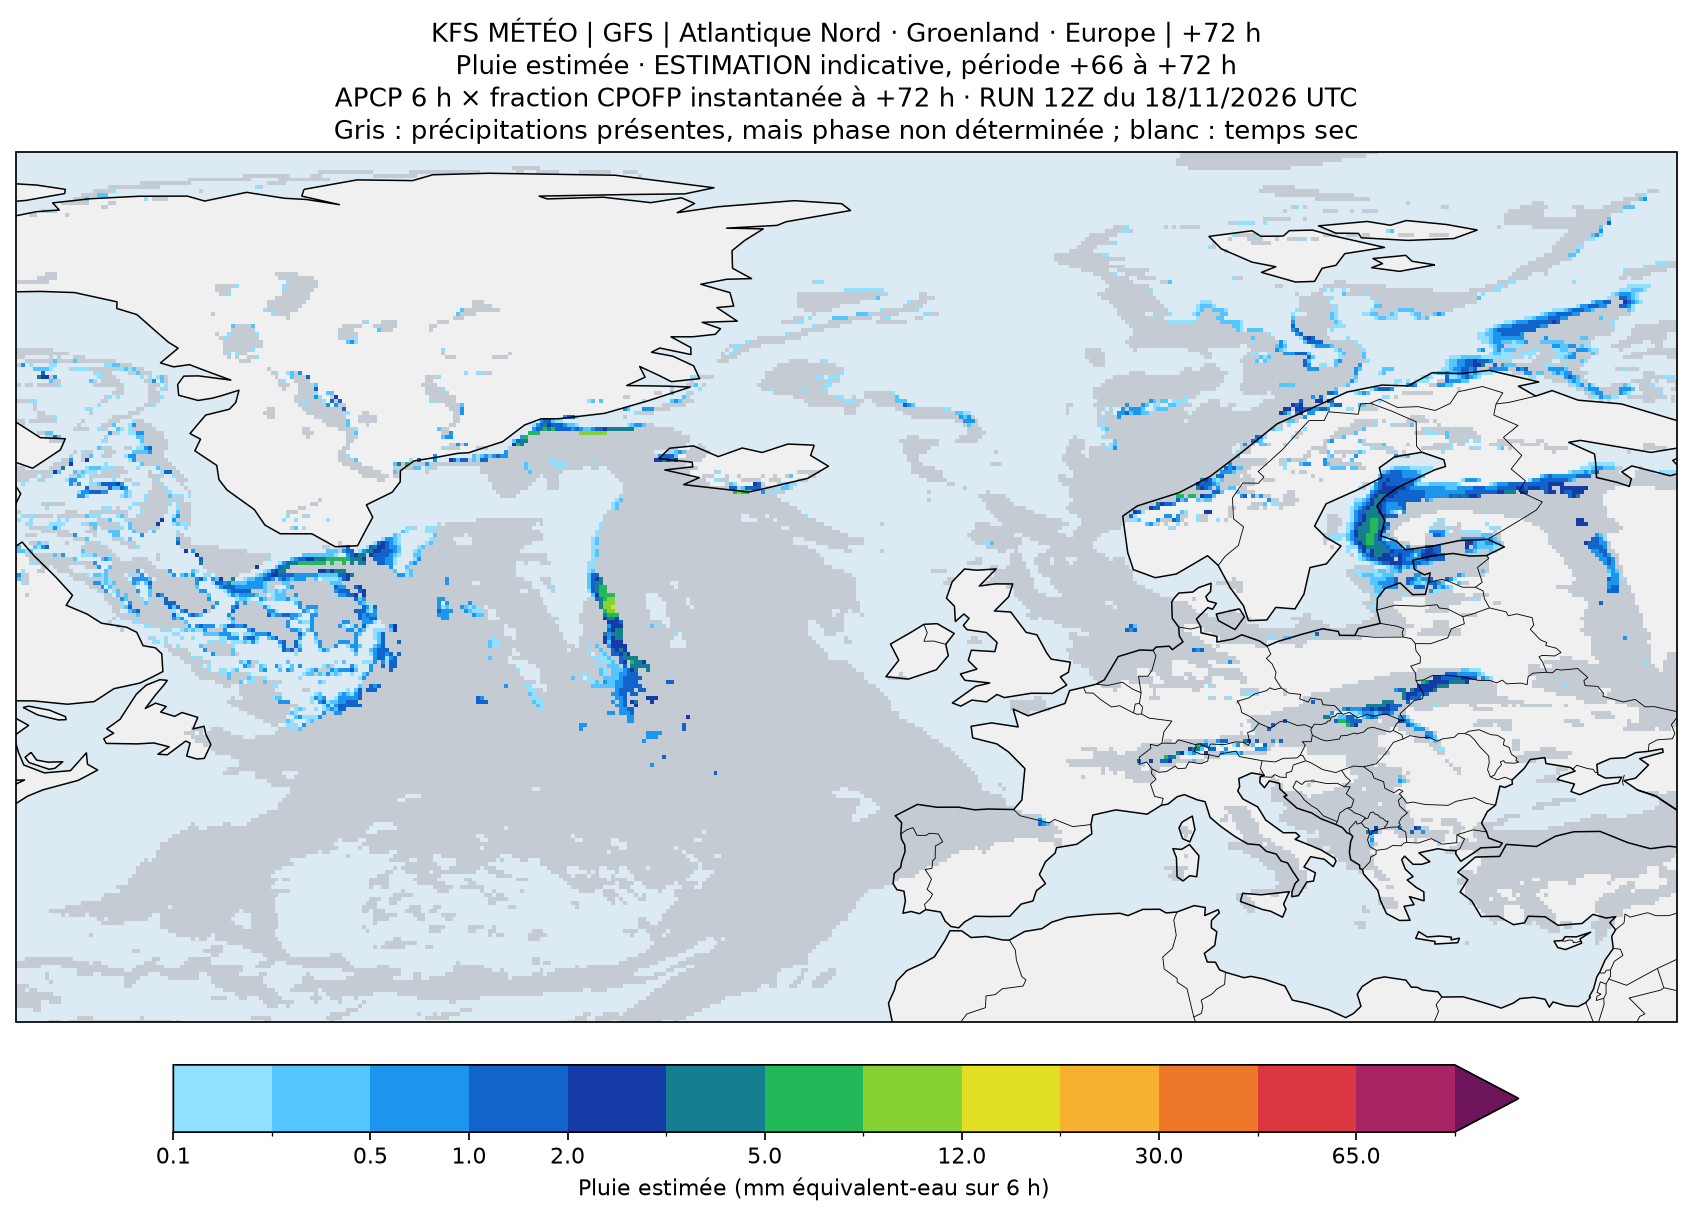 KFS MÉTÉO | GFS | Atlantique Nord · Groenland · Europe | +72 h
Pluie estimée · ESTIMATION indicative, période +66 à +72 h
APCP 6 h × fraction CPOFP instantanée à +72 h · RUN 12Z du 18/11/2026 UTC
Gris : précipitations présentes, mais phase non déterminée ; blanc : temps sec
0.1 0.5 1.0 2.0 5.0 12.0 30.0 65.0
Pluie estimée (mm équivalent-eau sur 6 h)